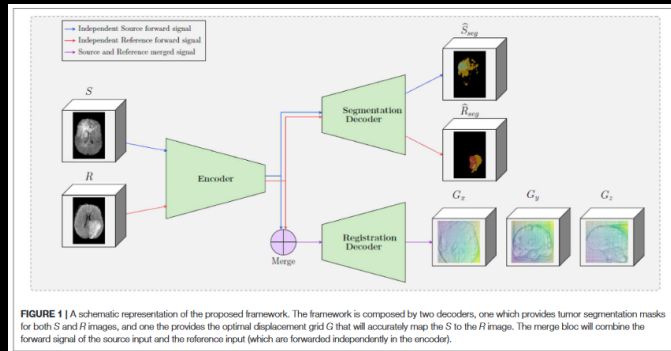 Independent Source forward signal
Independent Reference forward signal
Source and Reference merged signal
S
R
Encoder
Segmentation
Decoder
Ŝseg
R̂seg
Merge
Registration
Decoder
Gx
Gy
Gz
FIGURE 1 | A schematic representation of the proposed framework. The framework is composed by two decoders, one which provides tumor segmentation masks
for both S and R images, and one the provides the optimal displacement grid G that will accurately map the S to the R image. The merge bloc will combine the
forward signal of the source input and the reference input (which are forwarded independently in the encoder).